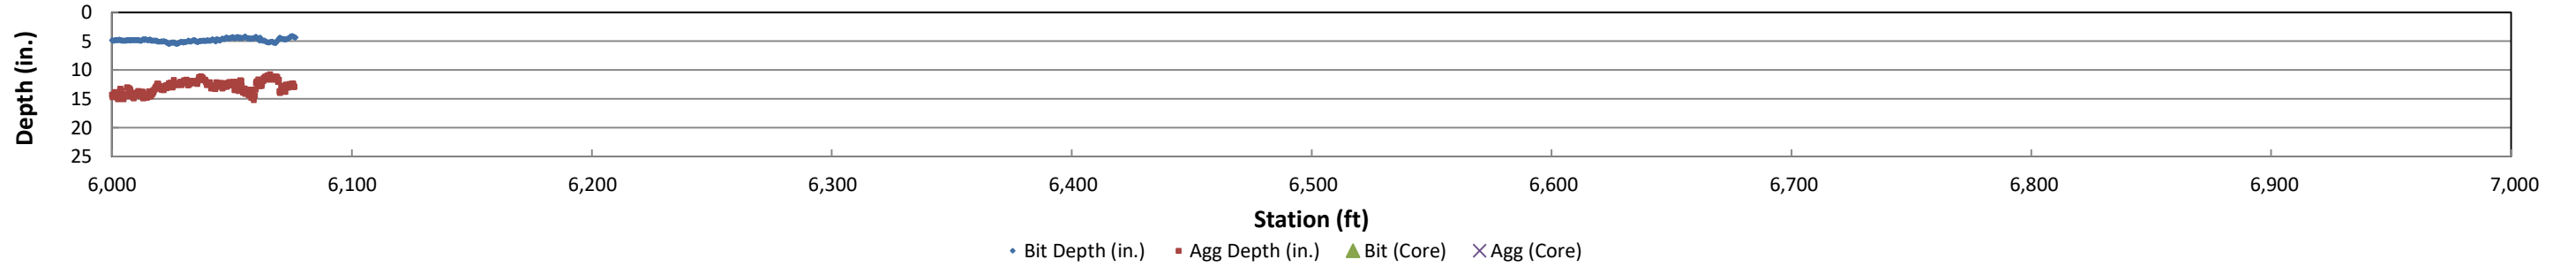 Depth (in.)
0
5
10
15
20
25
6,000 6,100 6,200 6,300 6,400 6,500 6,600 6,700 6,800 6,900 7,000
Station (ft)
Bit Depth (in.) Agg Depth (in.) Bit (Core) Agg (Core)